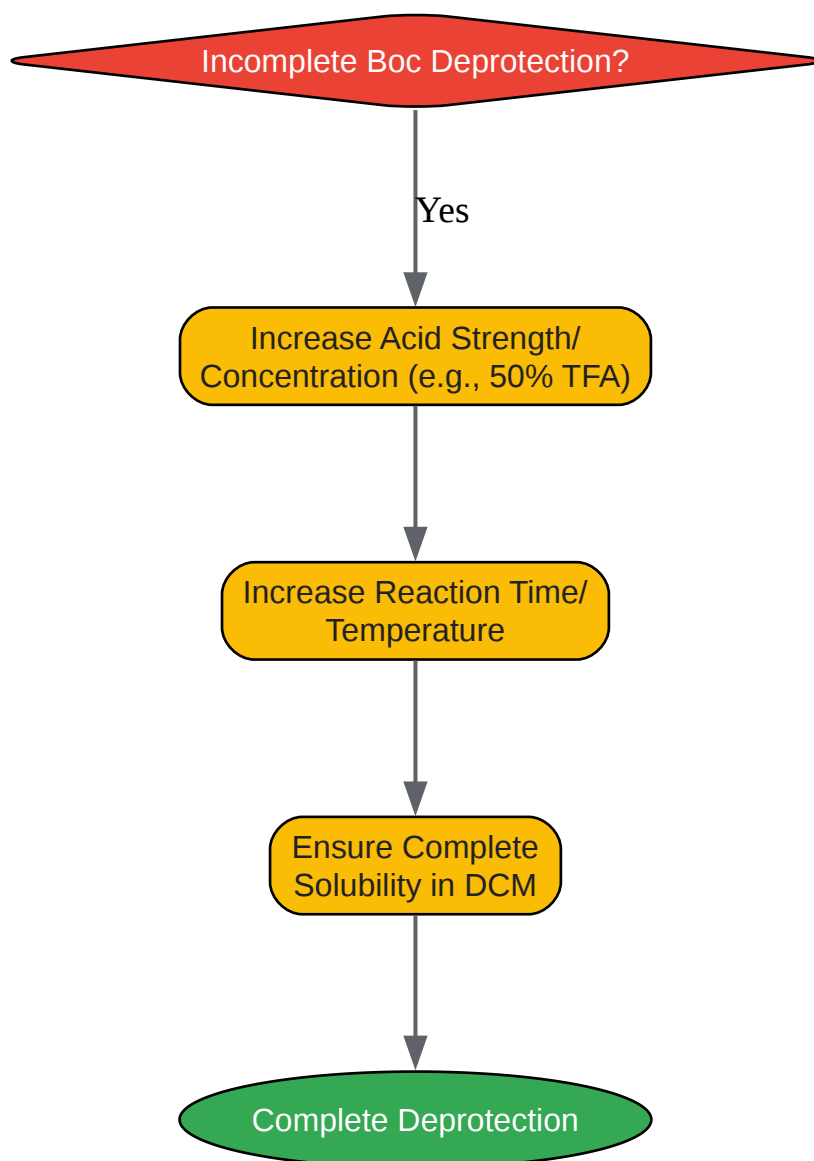 Incomplete Boc Deprotection?
Yes
Increase Acid Strength/
Concentration (e.g., 50% TFA)
Increase Reaction Time/
Temperature
Ensure Complete
Solubility in DCM
Complete Deprotection